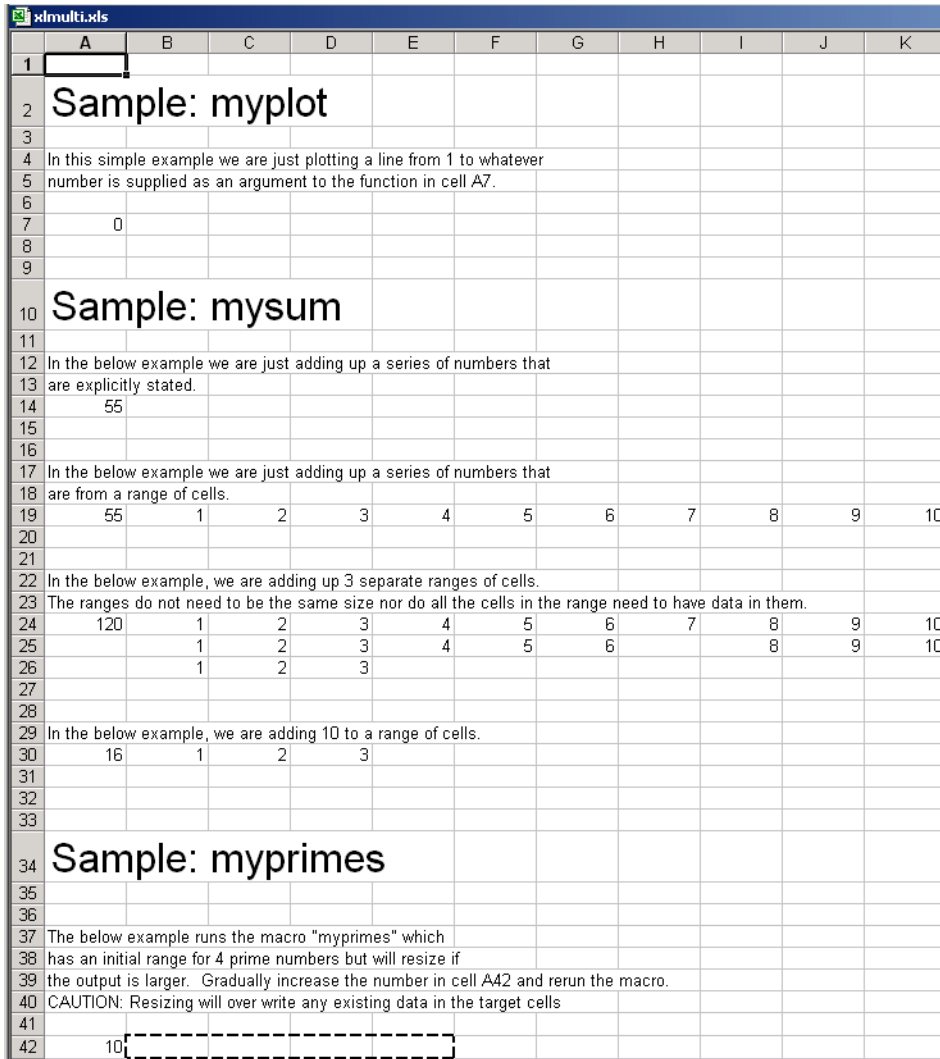 xlmulti.xls
A B C D E F G H I J K
1
2 Sample: myplot
3
4 In this simple example we are just plotting a line from 1 to whatever
5 number is supplied as an argument to the function in cell A7.
6
7 0
8
9
10 Sample: mysum
11
12 In the below example we are just adding up a series of numbers that
13 are explicitly stated.
14 55
15
16
17 In the below example we are just adding up a series of numbers that
18 are from a range of cells.
19 55 1 2 3 4 5 6 7 8 9 10
20
21
22 In the below example, we are adding up 3 separate ranges of cells.
23 The ranges do not need to be the same size nor do all the cells in the range need to have data in them.
24 120 1 2 3 4 5 6 7 8 9 10
25 1 2 3 4 5 6 8 9 10
26 1 2 3
27
28
29 In the below example, we are adding 10 to a range of cells.
30 16 1 2 3
31
32
33
34 Sample: myprimes
35
36
37 The below example runs the macro "myprimes" which
38 has an initial range for 4 prime numbers but will resize if
39 the output is larger. Gradually increase the number in cell A42 and rerun the macro.
40 CAUTION: Resizing will over write any existing data in the target cells
41
42 10